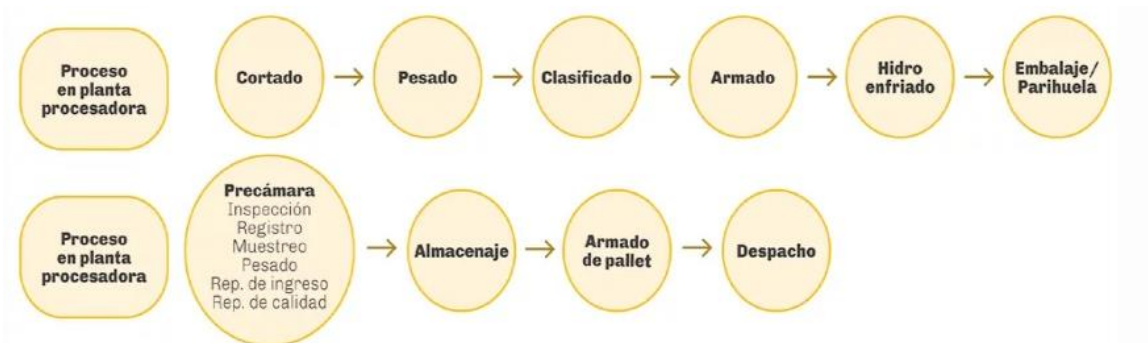 Proceso
en planta
procesadora
Cortado
Pesado
Clasificado
Armado
Hidro
enfriado
Embalaje/
Parihuela
Proceso
en planta
procesadora
Precámara
Inspección
Registro
Muestreo
Pesado
Rep. de ingreso
Rep. de calidad
Almacenaje
Armado
de pallet
Despacho